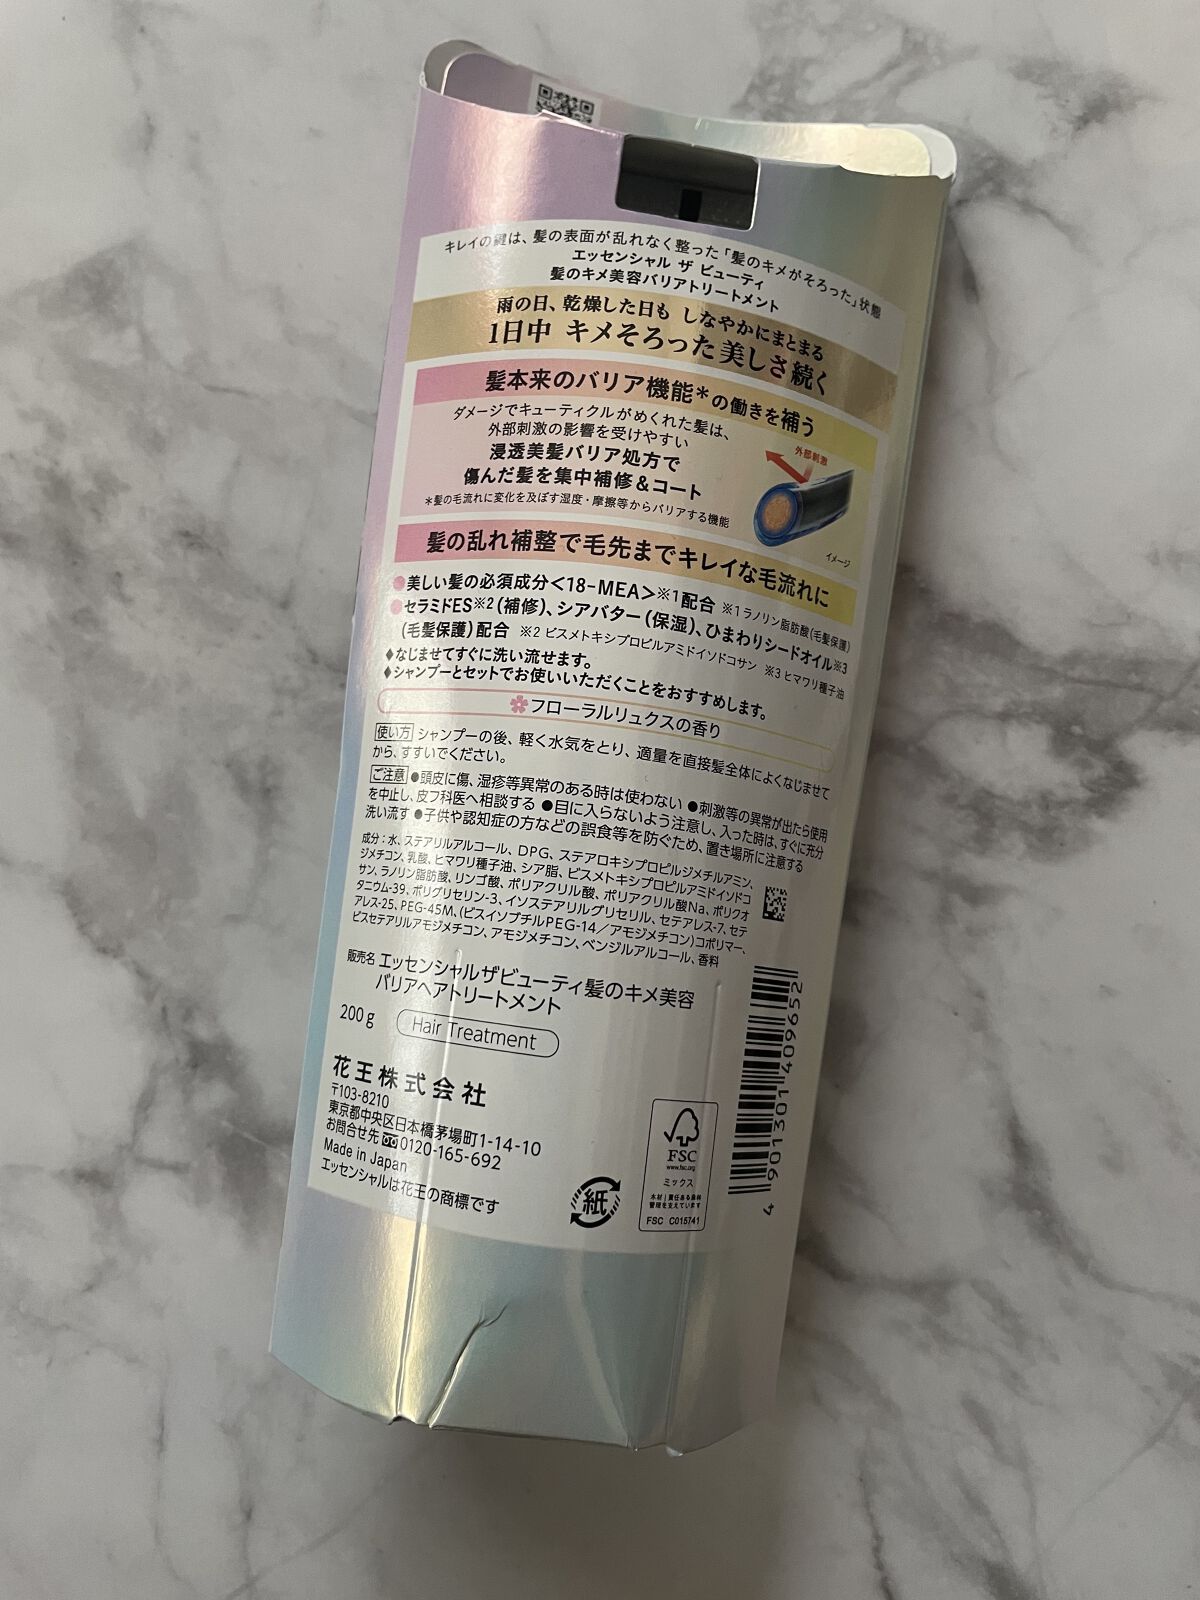 キレイの鍵は、髪の表面が乱れなく整った「髪のキメがそろった」状態
エッセンシャル ザ ビューティ
髪のキメ美容バリアトリートメント
雨の日、乾燥した日も しなやかにまとまる
1日中 キメそろった美しさ続く
髪本来のバリア機能*の働きを補う
ダメージでキューティクルがめくれた髪は、
外部刺激の影響を受けやすい
浸透美髪バリア処方で
傷んだ髪を集中補修&コート
*髪の毛流れに変化を及ぼす湿度・摩擦等からバリアする機能
外部刺激
イメージ
髪の乱れ補整で毛先までキレイな毛流れに
●美しい髪の必須成分<18-MEA>※1配合 ※1 ラノリン脂肪酸(毛髪保護)
●セラミドES※2(補修)、シアバター(保湿)、ひまわりシードオイル※3
(毛髪保護)配合 ※2 ビスメトキシプロピルアミドイソドコサン ※3 ヒマワリ種子油
♦なじませてすぐに洗い流せます。
♦シャンプーとセットでお使いいただくことをおすすめします。
フローラルリュクスの香り
使い方 シャンプーの後、軽く水気をとり、適量を直接髪全体によくなじませて
から、すすいでください。
ご注意 ●頭皮に傷、湿疹等異常のある時は使わない ●刺激等の異常が出たら使用
を中止し、皮フ科医へ相談する ●目に入らないよう注意し、入った時は、すぐに充分
洗い流す ●子供や認知症の方などの誤食等を防ぐため、置き場所に注意する
成分:水、ステアリルアルコール、DPG、ステアロキシプロピルジメチルアミン、
ジメチコン、乳酸、ヒマワリ種子油、シア脂、ビスメトキシプロピルアミドイソドコ
サン、ラノリン脂肪酸、リンゴ酸、ポリアクリル酸、ポリアクリル酸Na、ポリクオ
タニウム-39、ポリグリセリン-3、イソステアリルグリセリル、セテアレス-7、セテ
アレス-25、PEG-45M、(ビスイソブチルPEG-14/アモジメチコン)コポリマー、
ビスセテアリルアモジメチコン、アモジメチコン、ベンジルアルコール、香料
販売名 エッセンシャルザビューティ髪のキメ美容
バリアヘアトリートメント
200g Hair Treatment
花王株式会社
〒103-8210
東京都中央区日本橋茅場町1-14-10
お問合せ先 0120-165-692
Made in Japan
エッセンシャルは花王の商標です
紙
FSC
www.fsc.org
ミックス
木材|責任ある森林
管理を支えています
FSC C015741
4 901301 409652